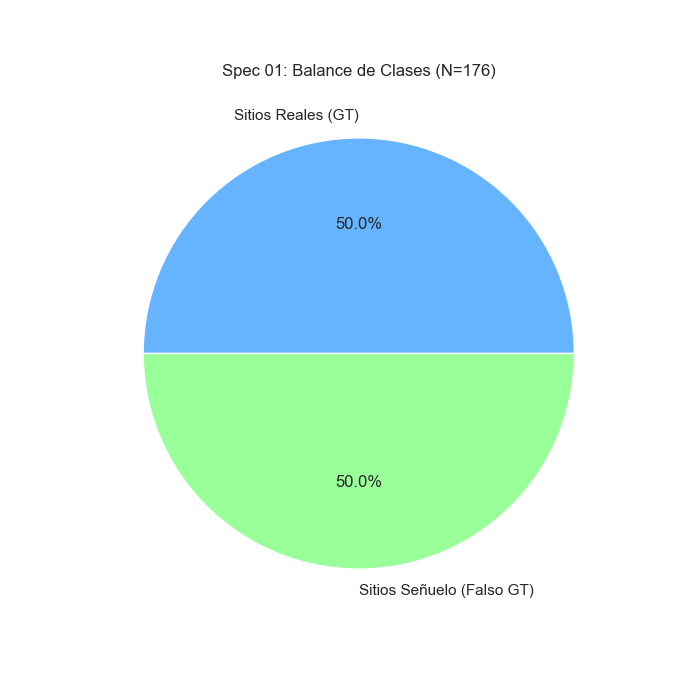 Spec 01: Balance de Clases (N=176)
Sitios Reales (GT)
50.0%
50.0%
Sitios Señuelo (Falso GT)